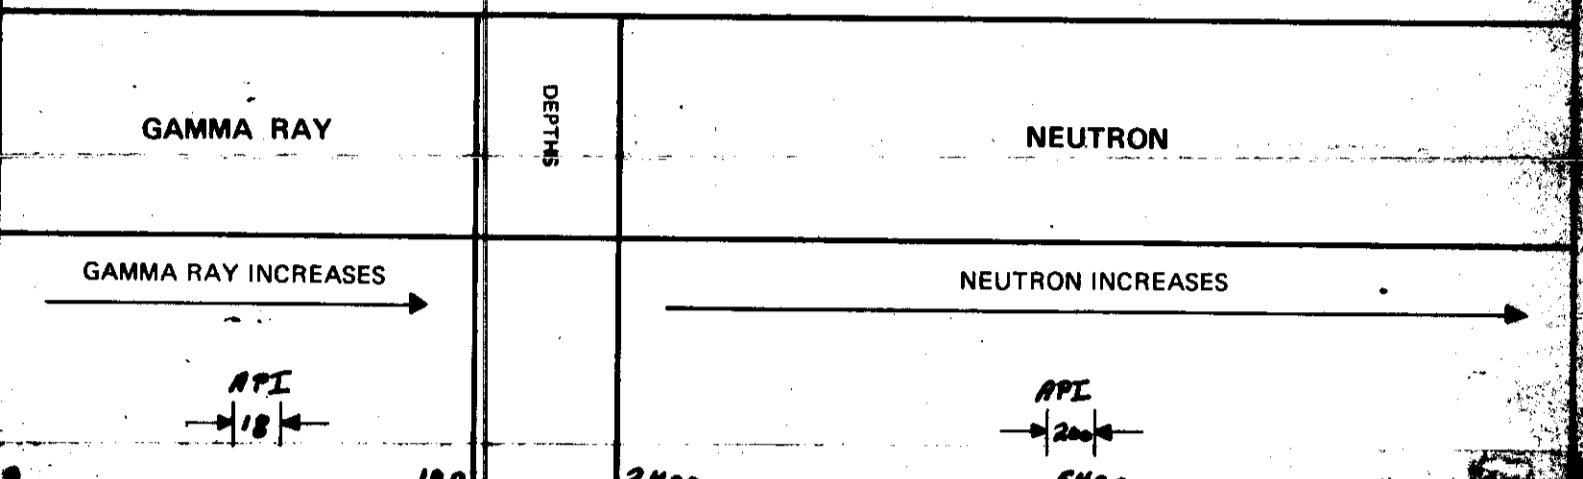 GAMMA RAY
DEPTHS
NEUTRON
GAMMA RAY INCREASES
NEUTRON INCREASES
API
18
API
200